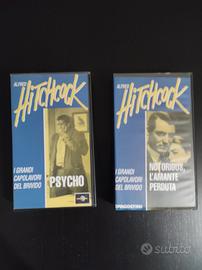 ALFRED
HITCHCOCK
I GRANDI
CAPOLAVORI
DEL BRIVIDO
PSYCHO
ALFRED
HITCHCOCK
I GRANDI
CAPOLAVORI
DEL BRIVIDO
NOTORIOUS,
L'AMANTE
PERDUTA
DEAGOSTINI
subito